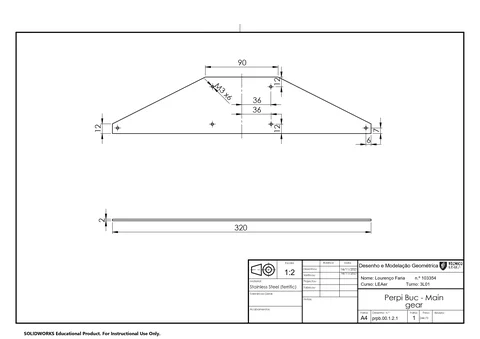 90
12
M3 x6
36
36
12
12
7
6
2
320
1:2
Stainless Steel (ferritic)
Desenho e Modelação Geométrica
TÉCNICO
LISBOA
Nome: Lourenço Faria n.º 103354
Curso: LEAer Turno: 3L01
Perpi Buc - Main
gear
A4 prpb.00.1.2.1 1
SOLIDWORKS Educational Product. For Instructional Use Only.